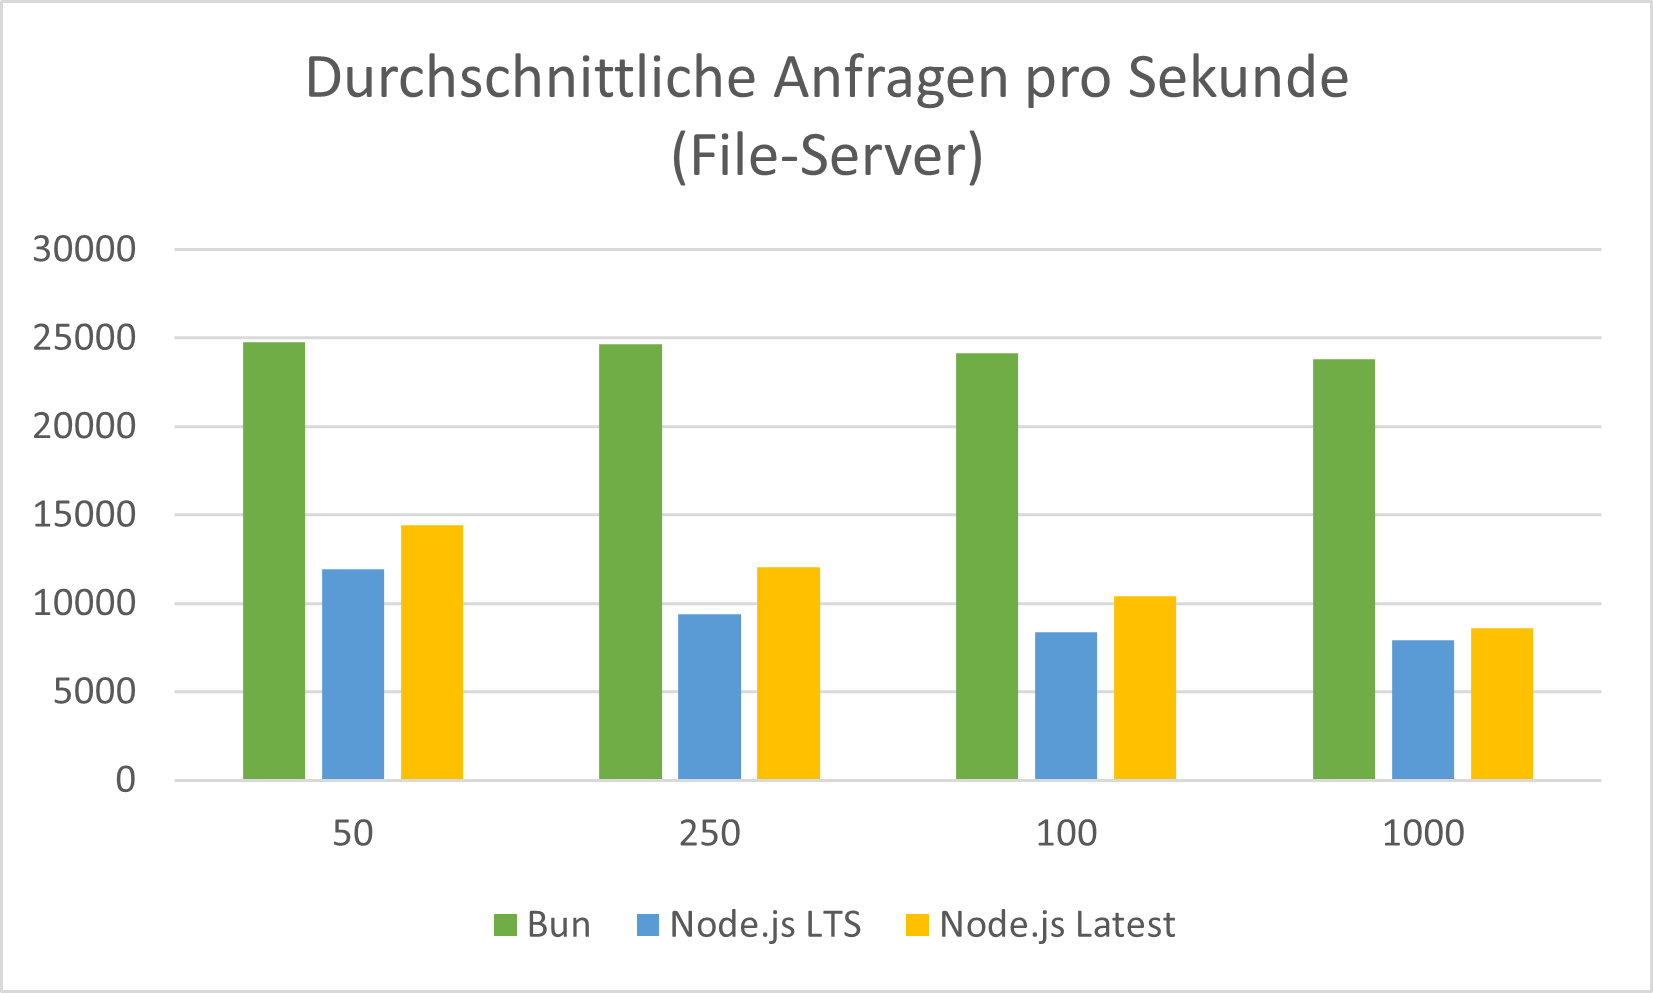 Durchschnittliche Anfragen pro Sekunde
(File-Server)
30000
25000
20000
15000
10000
5000
0
50 250 100 1000
Bun Node.js LTS Node.js Latest